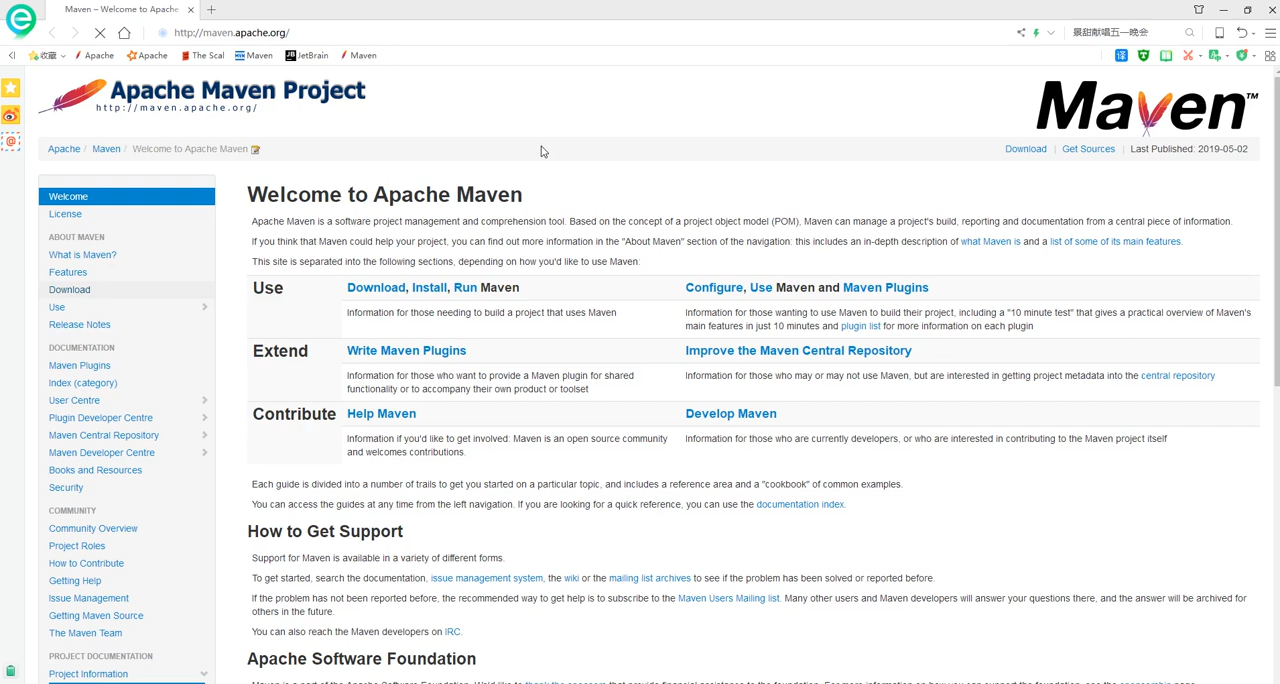 Maven – Welcome to Apache
http://maven.apache.org/
景甜献唱五一晚会
收藏 Apache Apache The Scal Maven JetBrain Maven
Apache Maven Project
http://maven.apache.org/
Maven™
Apache / Maven / Welcome to Apache Maven
Download | Get Sources | Last Published: 2019-05-02
Welcome
License
ABOUT MAVEN
What is Maven?
Features
Download
Use
Release Notes
DOCUMENTATION
Maven Plugins
Index (category)
User Centre
Plugin Developer Centre
Maven Central Repository
Maven Developer Centre
Books and Resources
Security
COMMUNITY
Community Overview
Project Roles
How to Contribute
Getting Help
Issue Management
Getting Maven Source
The Maven Team
PROJECT DOCUMENTATION
Project Information
Welcome to Apache Maven
Apache Maven is a software project management and comprehension tool. Based on the concept of a project object model (POM), Maven can manage a project's build, reporting and documentation from a central piece of information.
If you think that Maven could help your project, you can find out more information in the "About Maven" section of the navigation: this includes an in-depth description of what Maven is and a list of some of its main features.
This site is separated into the following sections, depending on how you'd like to use Maven:
Use
Download, Install, Run Maven
Information for those needing to build a project that uses Maven
Configure, Use Maven and Maven Plugins
Information for those wanting to use Maven to build their project, including a "10 minute test" that gives a practical overview of Maven's
main features in just 10 minutes and plugin list for more information on each plugin
Extend
Write Maven Plugins
Information for those who want to provide a Maven plugin for shared
functionality or to accompany their own product or toolset
Improve the Maven Central Repository
Information for those who may or may not use Maven, but are interested in getting project metadata into the central repository
Contribute
Help Maven
Information if you'd like to get involved: Maven is an open source community
and welcomes contributions.
Develop Maven
Information for those who are currently developers, or who are interested in contributing to the Maven project itself
Each guide is divided into a number of trails to get you started on a particular topic, and includes a reference area and a "cookbook" of common examples.
You can access the guides at any time from the left navigation. If you are looking for a quick reference, you can use the documentation index.
How to Get Support
Support for Maven is available in a variety of different forms.
To get started, search the documentation, issue management system, the wiki or the mailing list archives to see if the problem has been solved or reported before.
If the problem has not been reported before, the recommended way to get help is to subscribe to the Maven Users Mailing list. Many other users and Maven developers will answer your questions there, and the answer will be archived for
others in the future.
You can also reach the Maven developers on IRC.
Apache Software Foundation